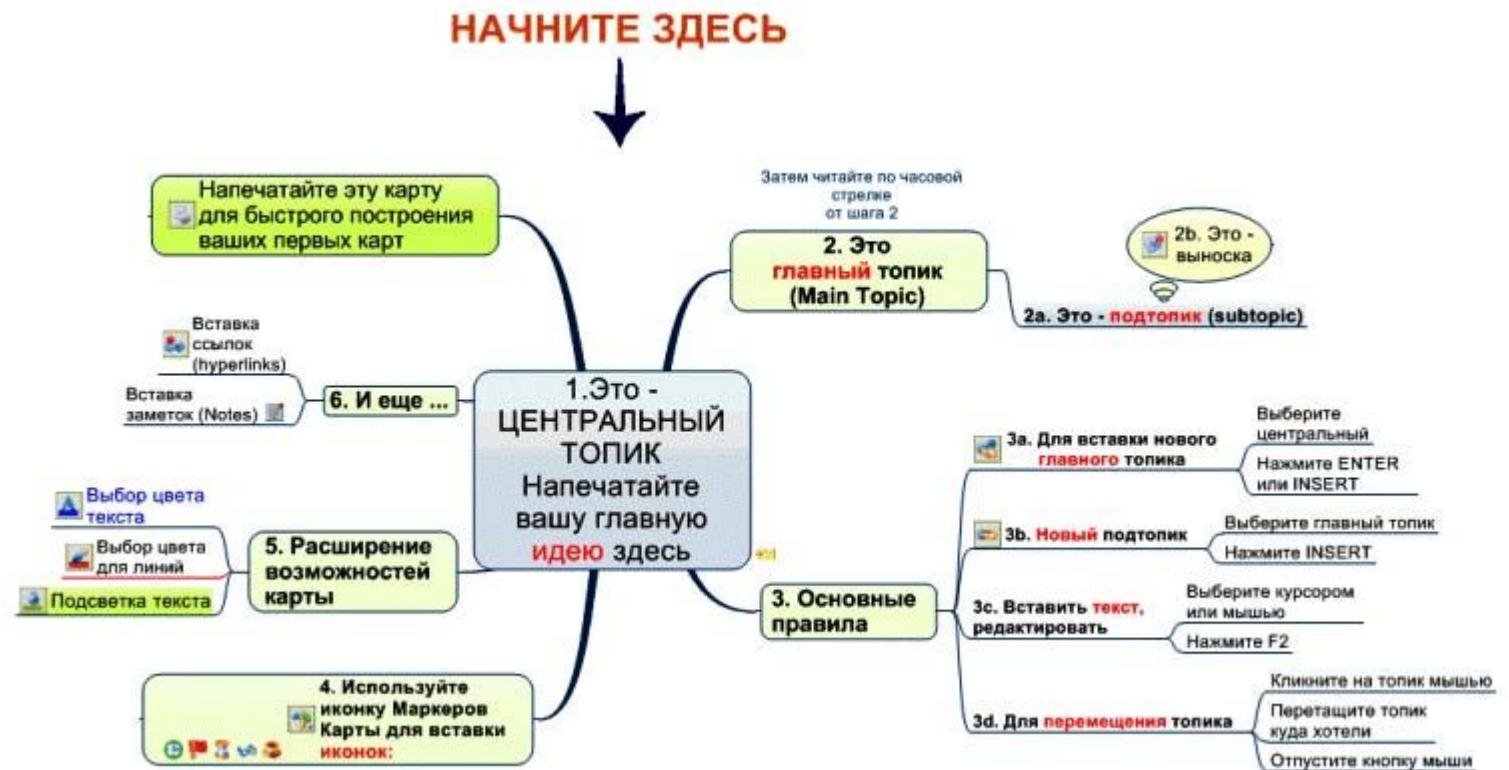 НАЧНИТЕ ЗДЕСЬ
1.Это -
ЦЕНТРАЛЬНЫЙ
ТОПИК
Напечатайте
вашу главную
идею здесь
Затем читайте по часовой
стрелке
от шага 2
2. Это
главный топик
(Main Topic)
2a. Это - подтопик (subtopic)
2b. Это -
выноска
3. Основные
правила
3a. Для вставки нового
главного топика
Выберите
центральный
Нажмите ENTER
или INSERT
3b. Новый подтопик
Выберите главный топик
Нажмите INSERT
3c. Вставить текст,
редактировать
Выберите курсором
или мышью
Нажмите F2
3d. Для перемещения топика
Кликните на топик мышью
Перетащите топик
куда хотели
Отпустите кнопку мыши
4. Используйте
иконку Маркеров
Карты для вставки
иконок:
5. Расширение
возможностей
карты
Выбор цвета
текста
Выбор цвета
для линий
Подсветка текста
6. И еще ...
Вставка
ссылок
(hyperlinks)
Вставка
заметок (Notes)
Напечатайте эту карту
для быстрого построения
ваших первых карт